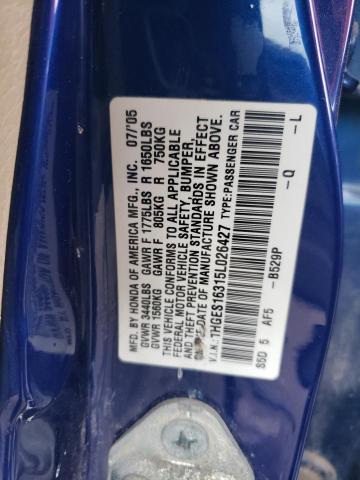 MFD. BY HONDA OF AMERICA MFG., INC. 07/'05
GVWR 3440LBS GAWR F 1775LBS R 1650LBS
GVWR 1560KG GAWR F 805KG R 750KG
THIS VEHICLE CONFORMS TO ALL APPLICABLE
FEDERAL MOTOR VEHICLE SAFETY, BUMPER,
AND THEFT PREVENTION STANDARDS IN EFFECT
ON THE DATE OF MANUFACTURE SHOWN ABOVE.
V.I.N.: 1HGES16315L026427 TYPE:PASSENGER CAR
S5D 5 AF5 -B529P -Q -L